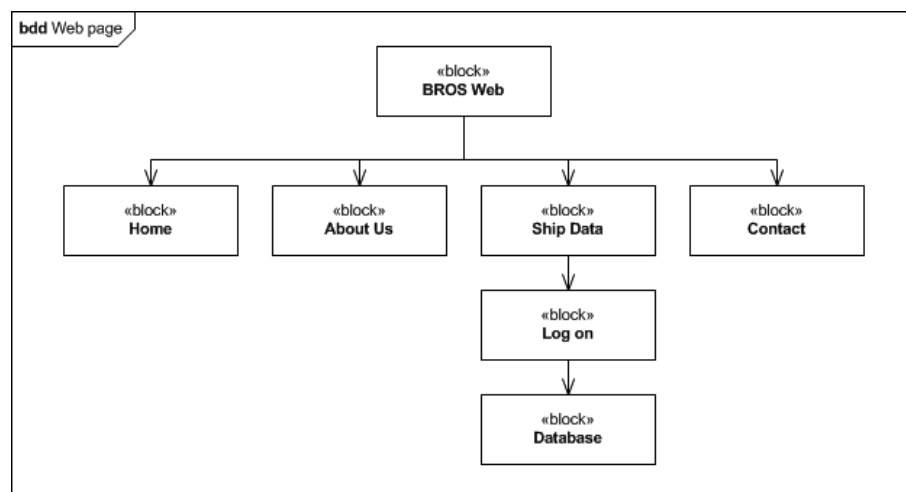 bdd Web page
«block»
BROS Web
«block»
Home
«block»
About Us
«block»
Ship Data
«block»
Contact
«block»
Log on
«block»
Database